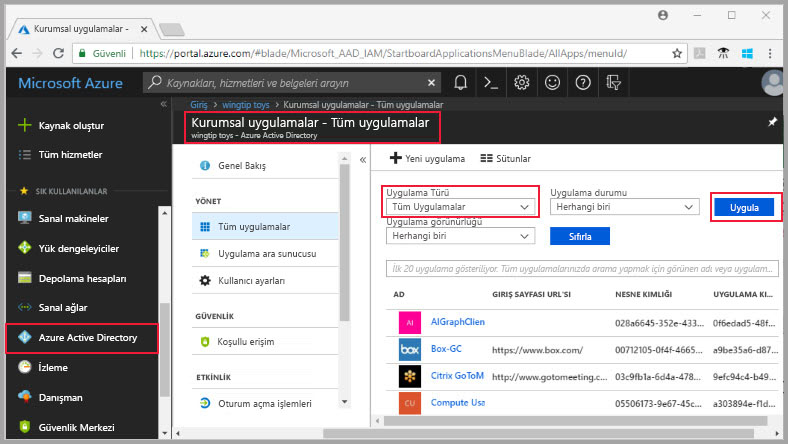 Kurumsal uygulamalar -
Güvenli
https://portal.azure.com/#blade/Microsoft_AAD_IAM/StartboardApplicationsMenuBlade/AllApps/menuId/
Microsoft Azure
Kaynakları, hizmetleri ve belgeleri arayın
Giriş > wingtip toys > Kurumsal uygulamalar - Tüm uygulamalar
Kurumsal uygulamalar - Tüm uygulamalar
wingtip toys - Azure Active Directory
Kaynak oluştur
Tüm hizmetler
SIK KULLANILANLAR
Sanal makineler
Yük dengeleyiciler
Depolama hesapları
Sanal ağlar
Azure Active Directory
İzleme
Danışman
Güvenlik Merkezi
Genel Bakış
YÖNET
Tüm uygulamalar
Uygulama ara sunucusu
Kullanıcı ayarları
GÜVENLİK
Koşullu erişim
ETKİNLİK
Oturum açma işlemleri
Yeni uygulama
Sütunlar
Uygulama Türü
Tüm Uygulamalar
Uygulama durumu
Herhangi biri
Uygula
Uygulama görünürlüğü
Herhangi biri
Sıfırla
İlk 20 uygulama gösteriliyor. Tüm uygulamalarınızda arama yapmak için görünen adı veya uygulam...
AD GIRIŞ SAYFASI URL'SI NESNE KIMLIĞI UYGULAMA KI...
AI AIGraphClien 028a6645-352e-433... 0f6edad5-48f...
box Box-GC https://www.box.com/ 00712105-0f4f-4665... a9be35a6-d87...
Citrix GoToM http://www.gotomeeting.c... 03c9fb1a-6d4a-478... 9efc94c4-b49...
CU Compute Usa 05506173-9e67-45c... a303894e-f1d...